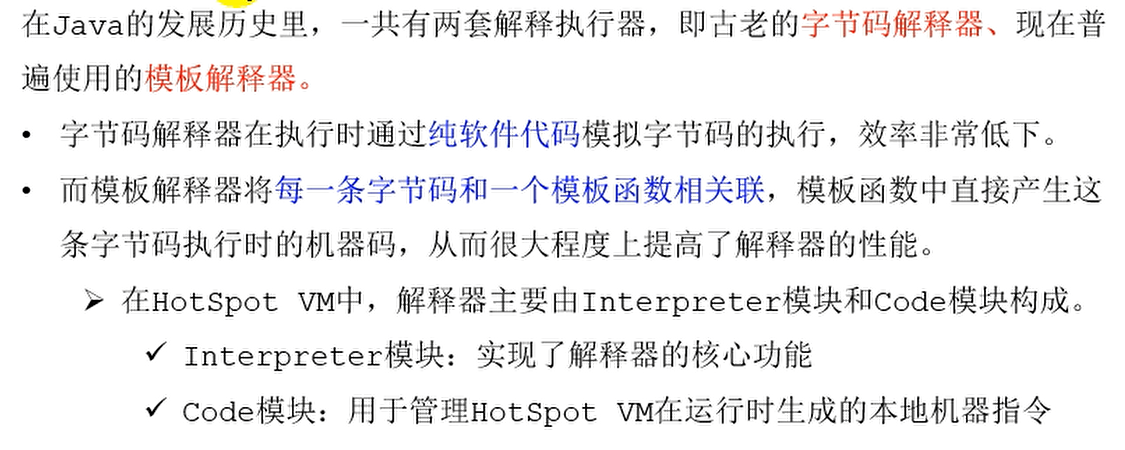 在Java的发展历史里，一共有两套解释执行器，即古老的字节码解释器、现在普
遍使用的模板解释器。
• 字节码解释器在执行时通过纯软件代码模拟字节码的执行，效率非常低下。
• 而模板解释器将每一条字节码和一个模板函数相关联，模板函数中直接产生这
条字节码执行时的机器码，从而很大程度上提高了解释器的性能。
➢ 在HotSpot VM中，解释器主要由Interpreter模块和Code模块构成。
✓ Interpreter模块：实现了解释器的核心功能
✓ Code模块：用于管理HotSpot VM在运行时生成的本地机器指令